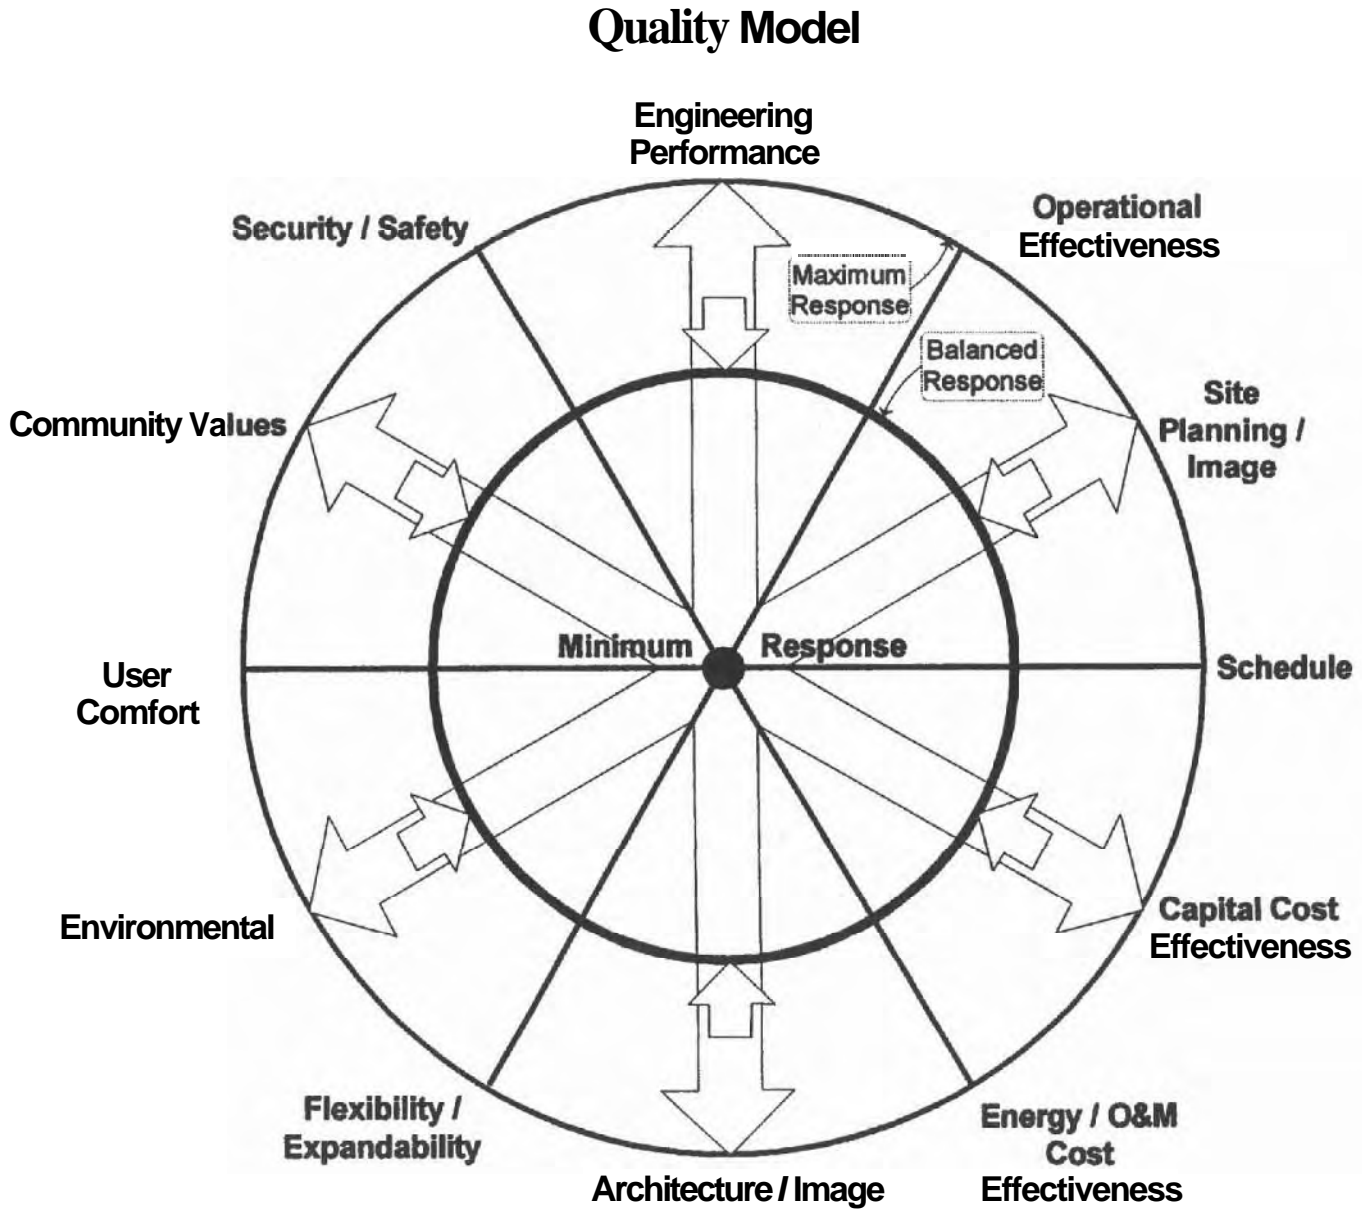 Quality Model
Engineering
Performance
Security / Safety
Operational
Effectiveness
Maximum
Response
Balanced
Response
Community Values
Site
Planning /
Image
Minimum Response
User
Comfort
Schedule
Environmental
Capital Cost
Effectiveness
Flexibility /
Expandability
Energy / O&M
Cost
Effectiveness
Architecture / Image